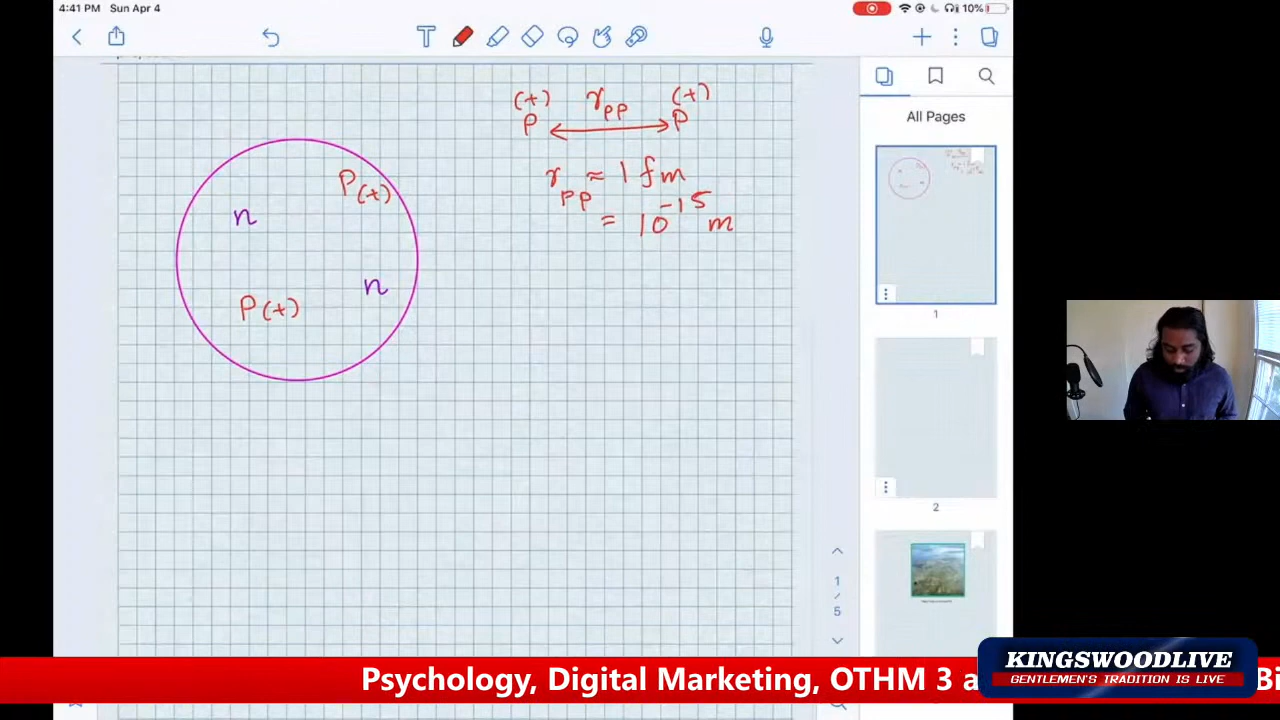 4:41 PM Sun Apr 4
10%
T
(+) r_pp (+)
P P
r_pp ≈ 1 fm
= 10^-15 m
P(+)
n
n
P(+)
All Pages
1
2
1
/
5
KINGSWOODLIVE
GENTLEMEN'S TRADITION IS LIVE
Psychology, Digital Marketing, OTHM 3 a
Bi